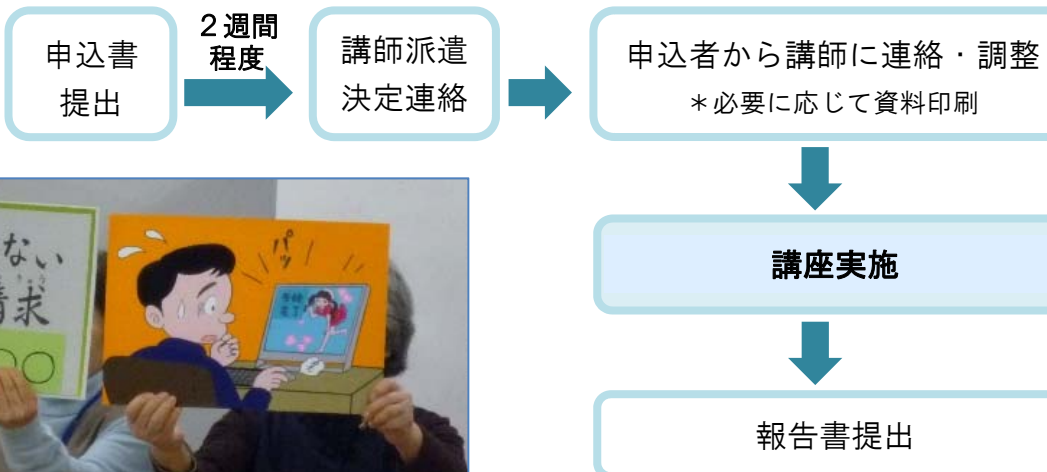 申込書
提出
２週間
程度
講師派遣
決定連絡
申込者から講師に連絡・調整
＊必要に応じて資料印刷
講座実施
報告書提出
ない
請求
○○
パッ